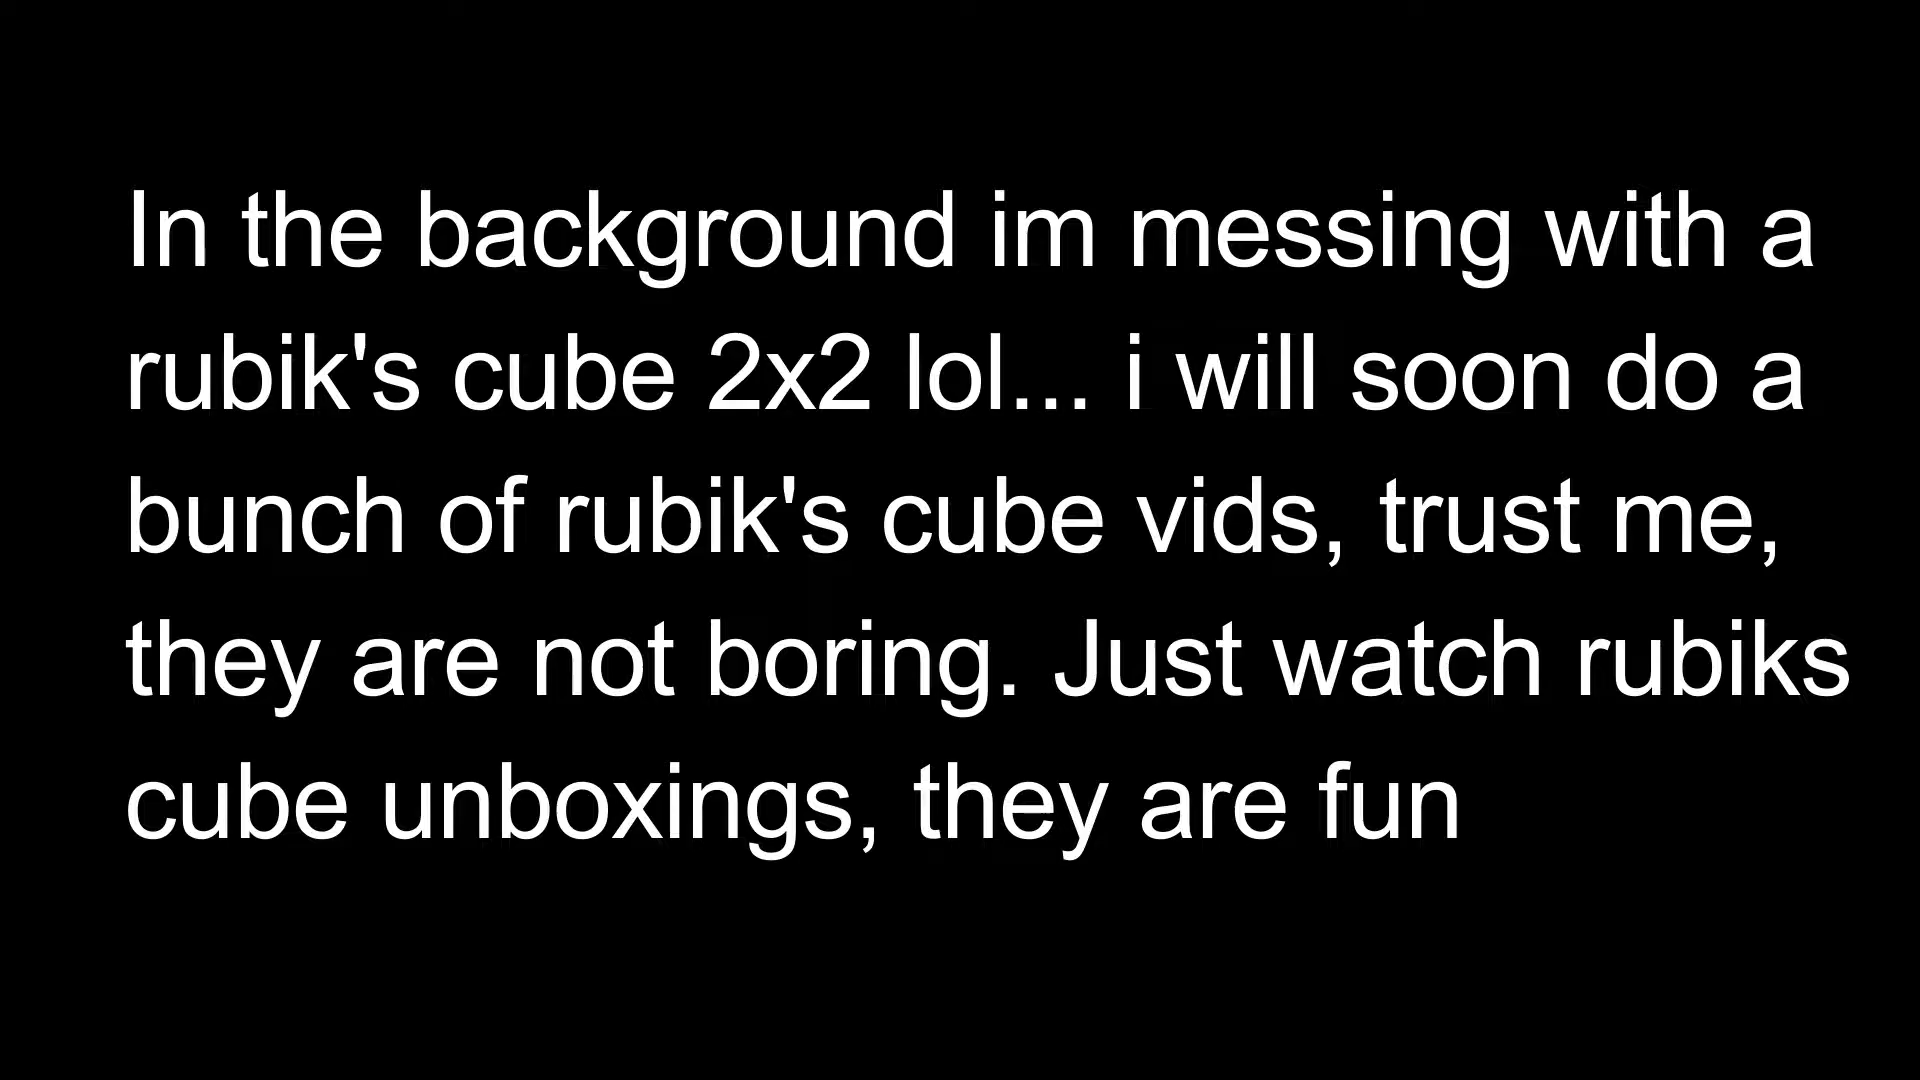 In the background im messing with a
rubik's cube 2x2 lol... i will soon do a
bunch of rubik's cube vids, trust me,
they are not boring. Just watch rubiks
cube unboxings, they are fun